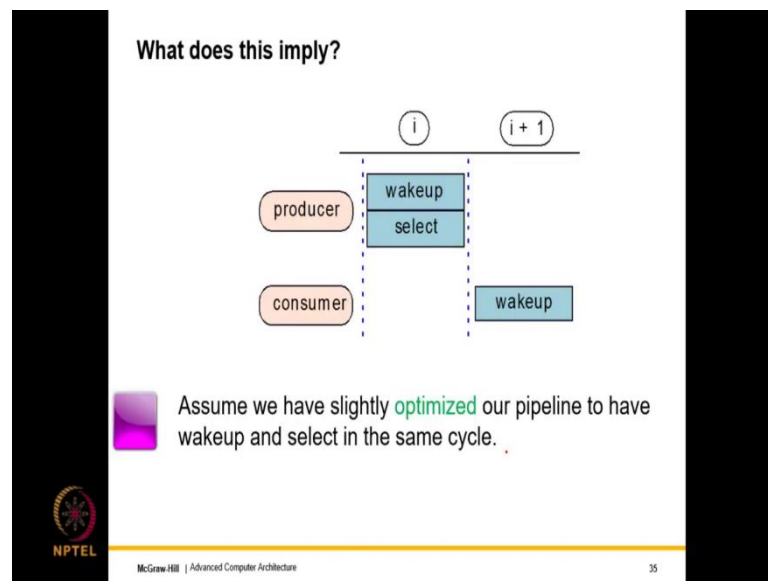 What does this imply?
i
i + 1
wakeup
producer
select
consumer
wakeup
Assume we have slightly optimized our pipeline to have
wakeup and select in the same cycle.
NPTEL
McGraw-Hill | Advanced Computer Architecture
35